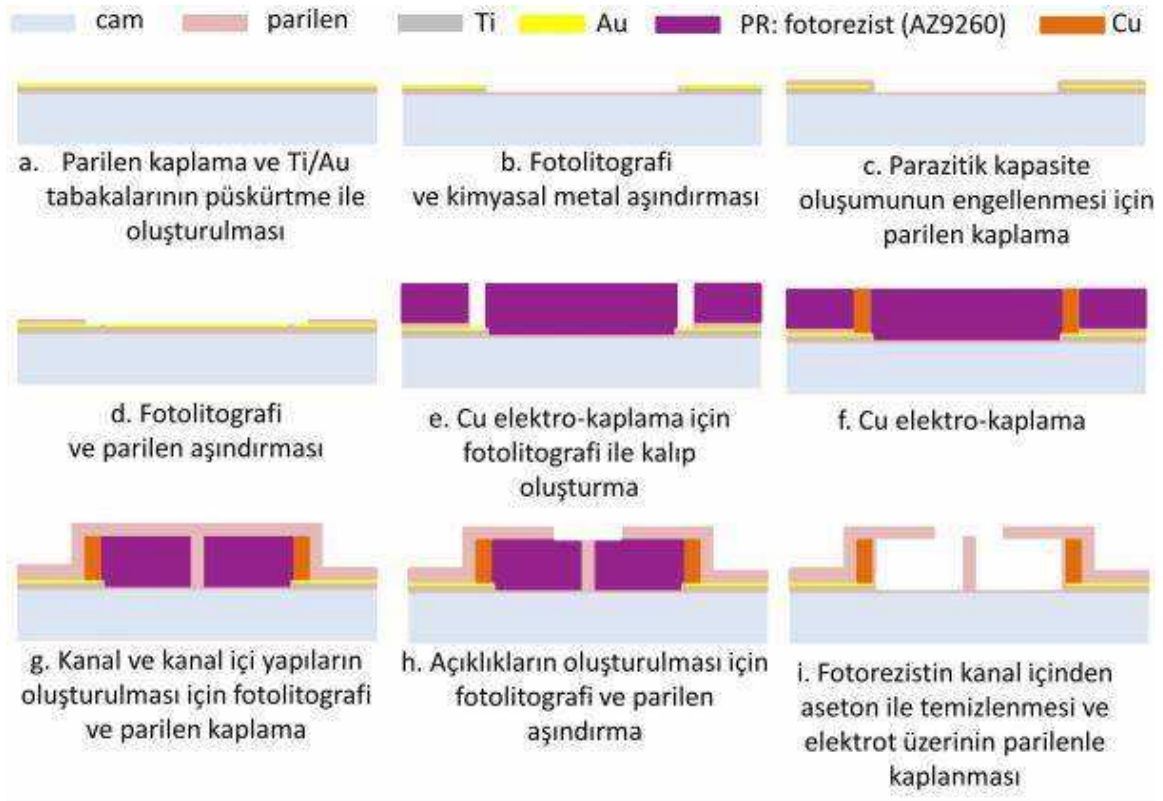 cam parilen Ti Au PR: fotorezist (AZ9260) Cu
a. Parilen kaplama ve Ti/Au
tabakalarının püskürtme ile
oluşturulması
b. Fotolitografi
ve kimyasal metal aşındırması
c. Parazitik kapasite
oluşumunun engellenmesi için
parilen kaplama
d. Fotolitografi
ve parilen aşındırması
e. Cu elektro-kaplama için
fotolitografi ile kalıp
oluşturma
f. Cu elektro-kaplama
g. Kanal ve kanal içi yapıların
oluşturulması için fotolitografi
ve parilen kaplama
h. Açıklıkların oluşturulması için
fotolitografi ve parilen
aşındırma
i. Fotorezistin kanal içinden
aseton ile temizlenmesi ve
elektrot üzerinin parilenle
kaplanması